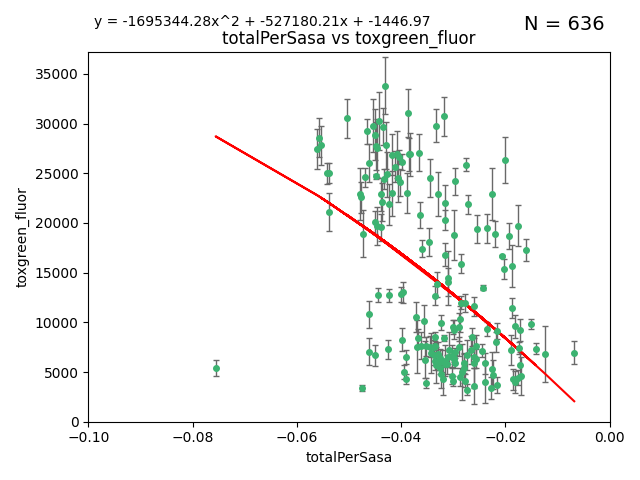 y = -1695344.28x^2 + -527180.21x + -1446.97
N = 636
totalPerSasa vs toxgreen_fluor
toxgreen_fluor
35000
30000
25000
20000
15000
10000
5000
0
−0.10 −0.08 −0.06 −0.04 −0.02 0.00
totalPerSasa